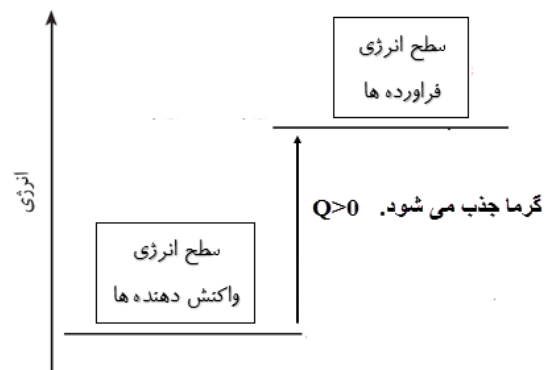 سطح انرژی
فراورده ها
انرژی
گرما جذب می شود. Q>0
سطح انرژی
واکنش دهنده ها